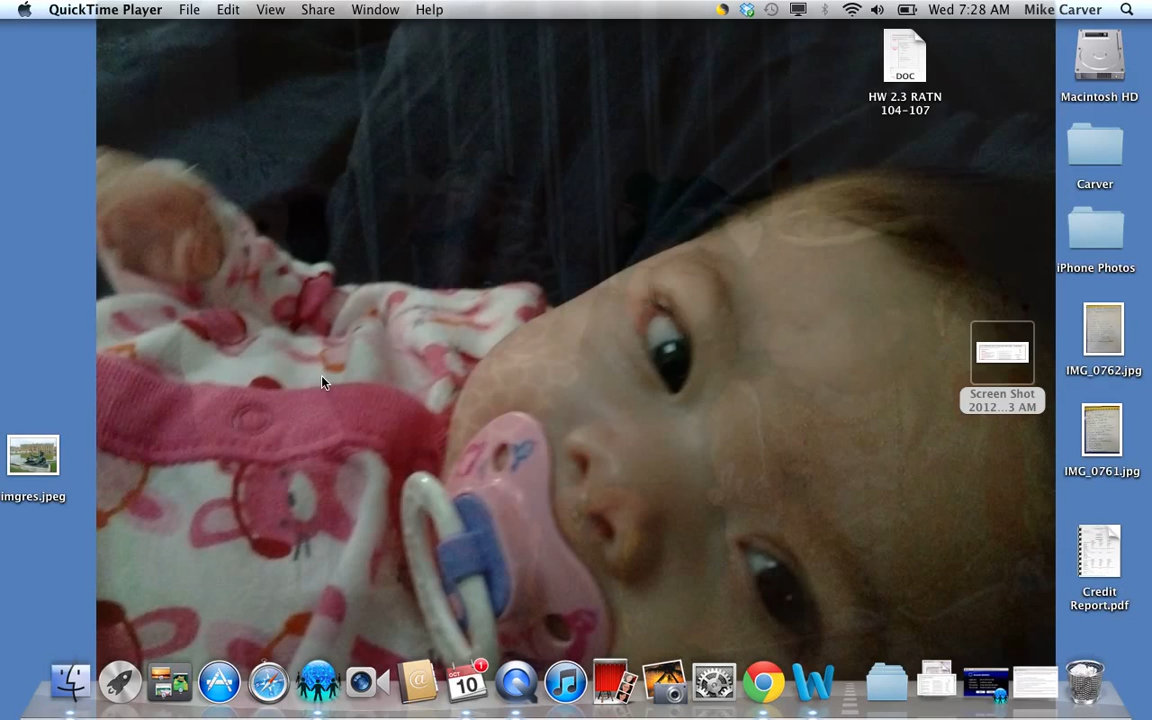 QuickTime Player File Edit View Share Window Help Wed 7:28 AM Mike Carver
DOC
HW 2.3 RATN
104-107
Macintosh HD
Carver
iPhone Photos
IMG_0762.jpg
Screen Shot
2012...3 AM
IMG_0761.jpg
imgres.jpeg
Credit
Report.pdf
OCT
10
1